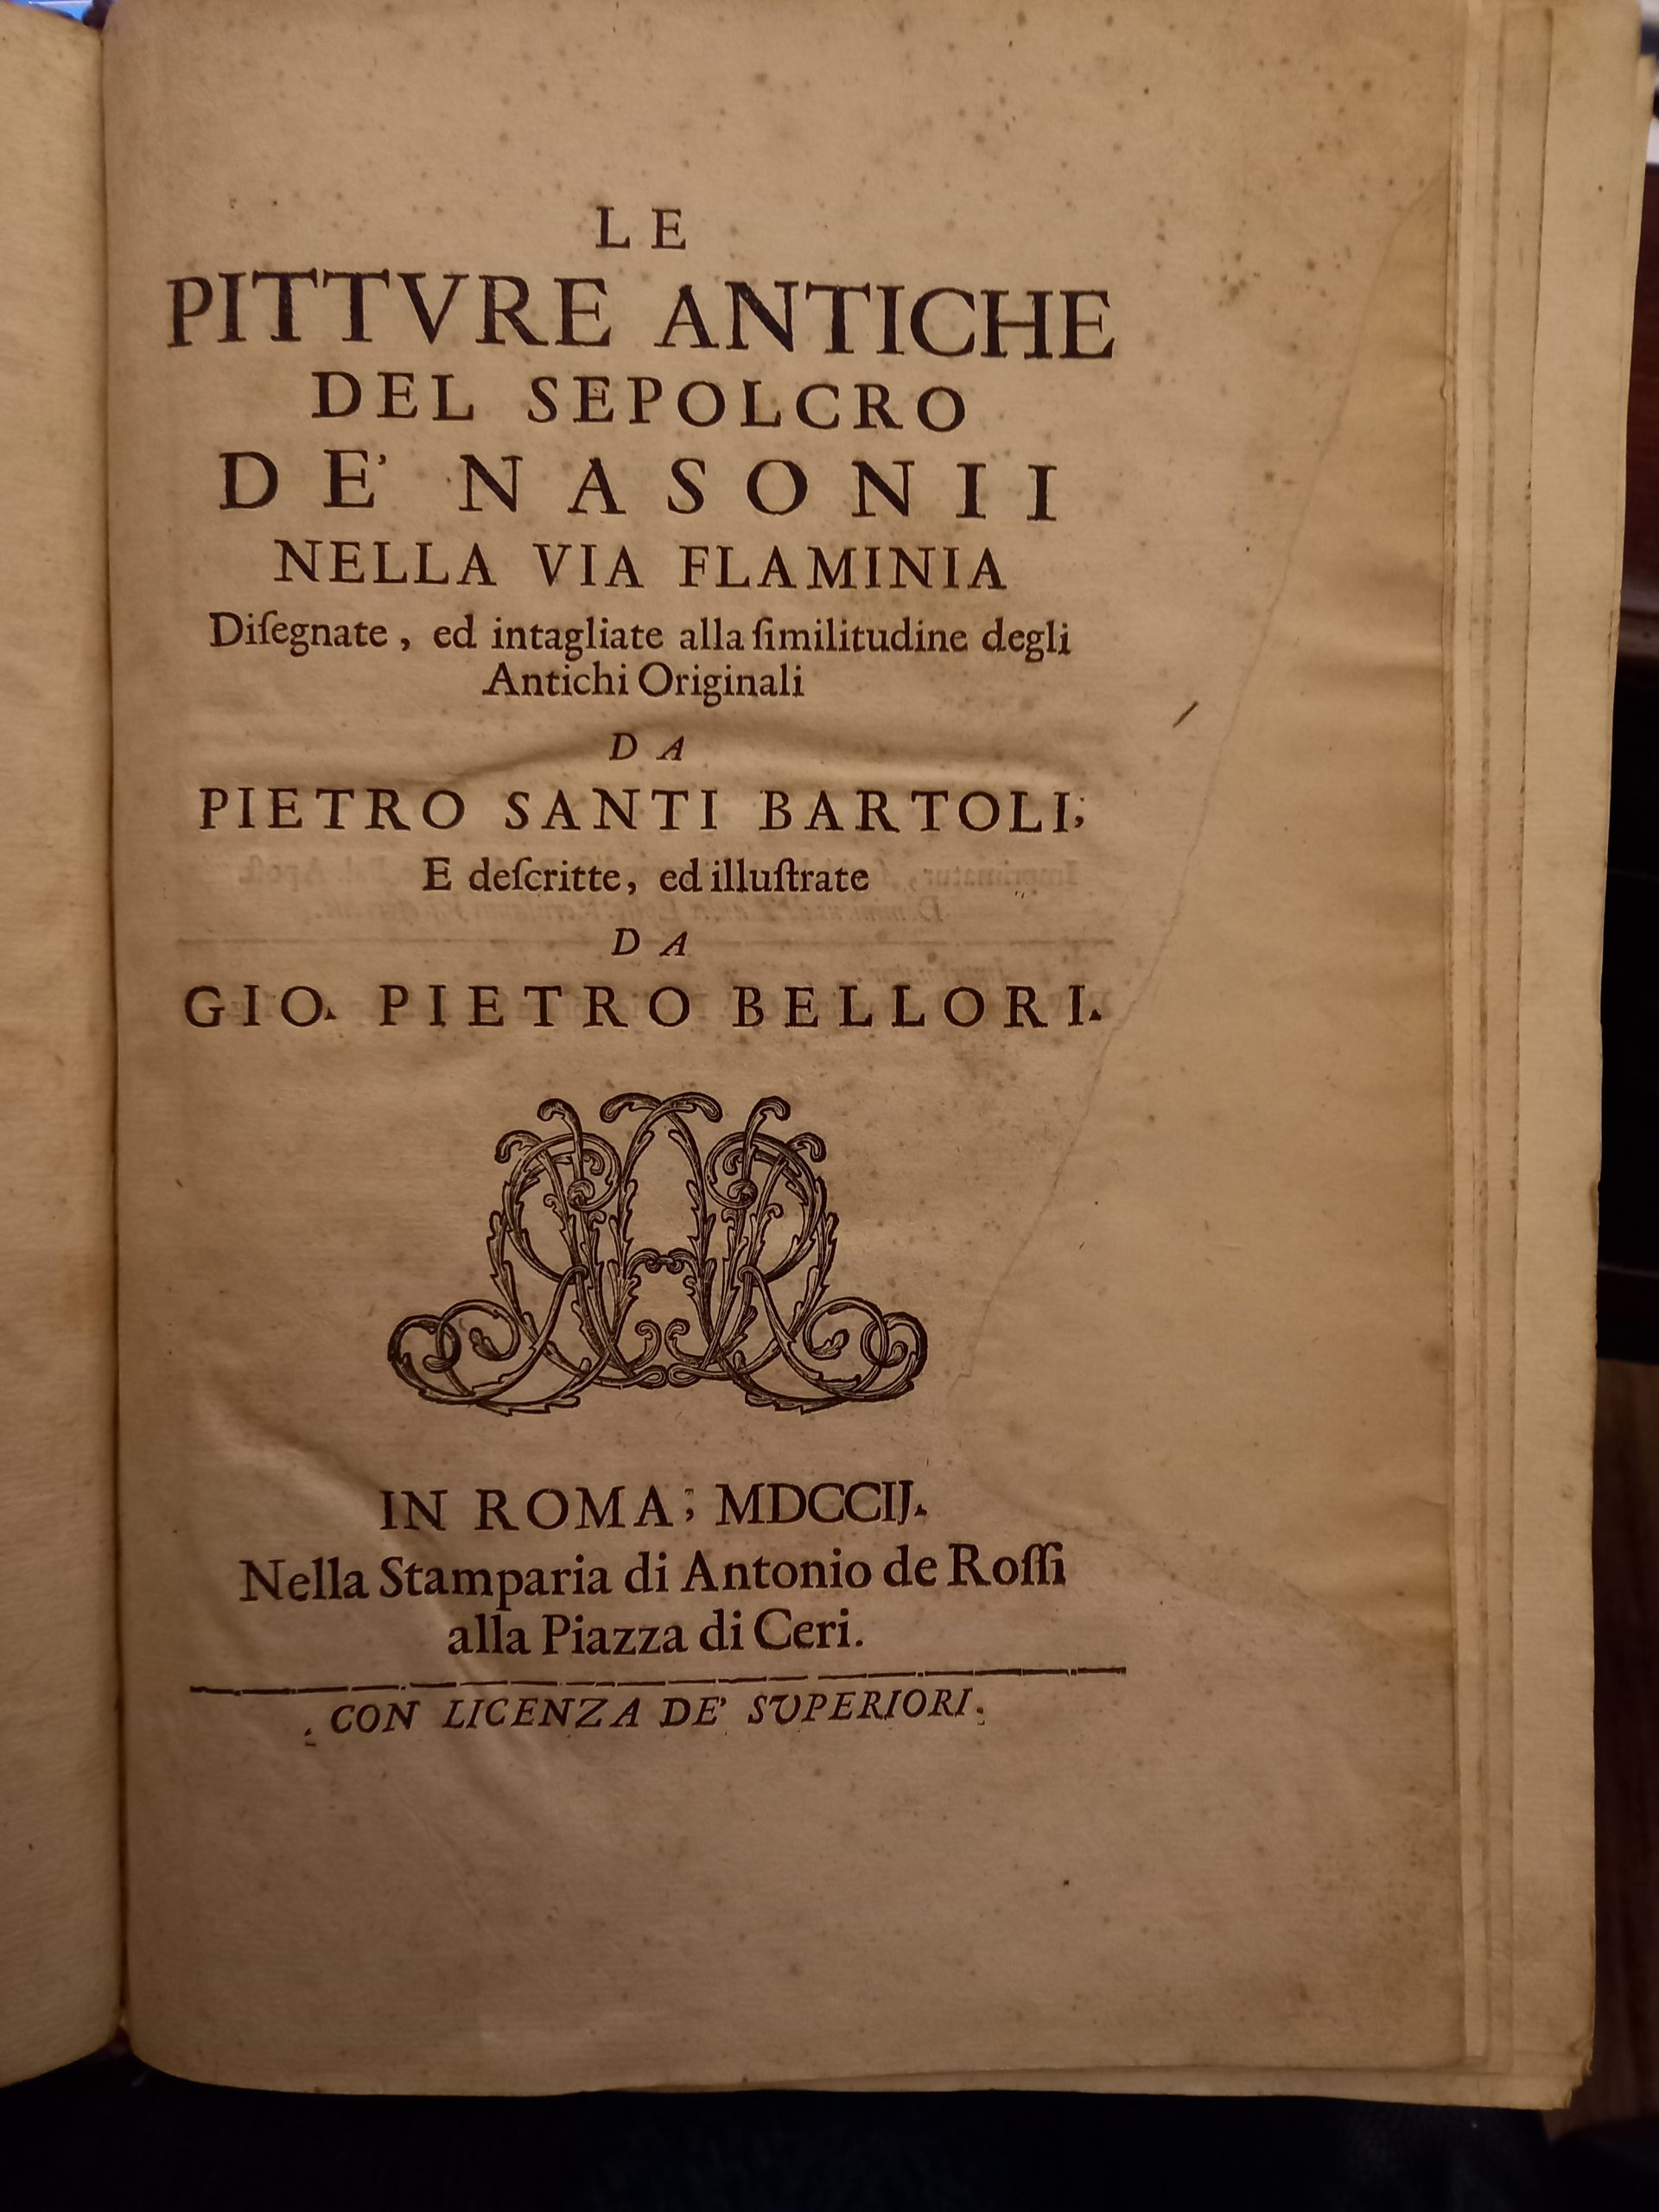 LE
PITTVRE ANTICHE
DEL SEPOLCRO
DE' NASONII
NELLA VIA FLAMINIA
Diſegnate, ed intagliate alla ſimilitudine degli
Antichi Originali
DA
PIETRO SANTI BARTOLI;
E deſcritte, ed illuſtrate
DA
GIO. PIETRO BELLORI.
IN ROMA; MDCCIJ.
Nella Stamparia di Antonio de Roſſi
alla Piazza di Ceri.
CON LICENZA DE' SUPERIORI.